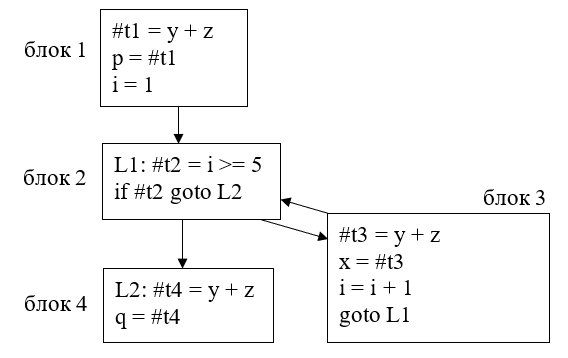 блок 1
#t1 = y + z
p = #t1
i = 1
блок 2
L1: #t2 = i >= 5
if #t2 goto L2
блок 3
#t3 = y + z
x = #t3
i = i + 1
goto L1
блок 4
L2: #t4 = y + z
q = #t4